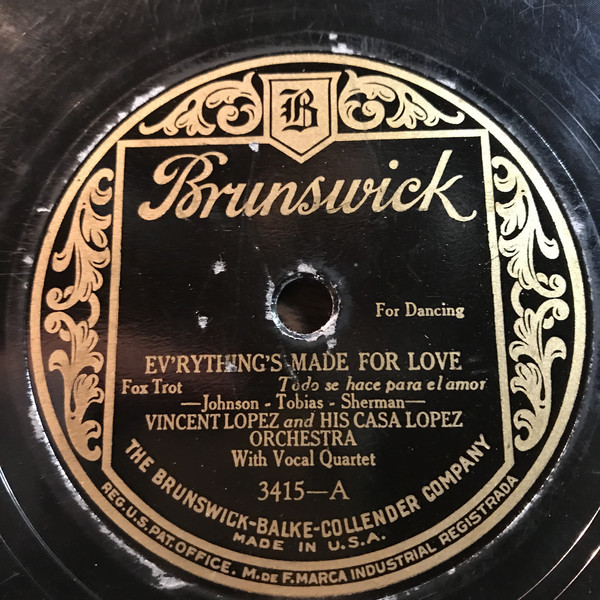 B
Brunswick
For Dancing
EV'RYTHING'S MADE FOR LOVE
Fox Trot Todo se hace para el amor
—Johnson - Tobias - Sherman—
VINCENT LOPEZ and HIS CASA LOPEZ
ORCHESTRA
With Vocal Quartet
3415—A
THE BRUNSWICK-BALKE-COLLENDER COMPANY
MADE IN U.S.A.
REG.U.S.PAT.OFFICE. M.DE F.MARCA INDUSTRIAL REGISTRADA